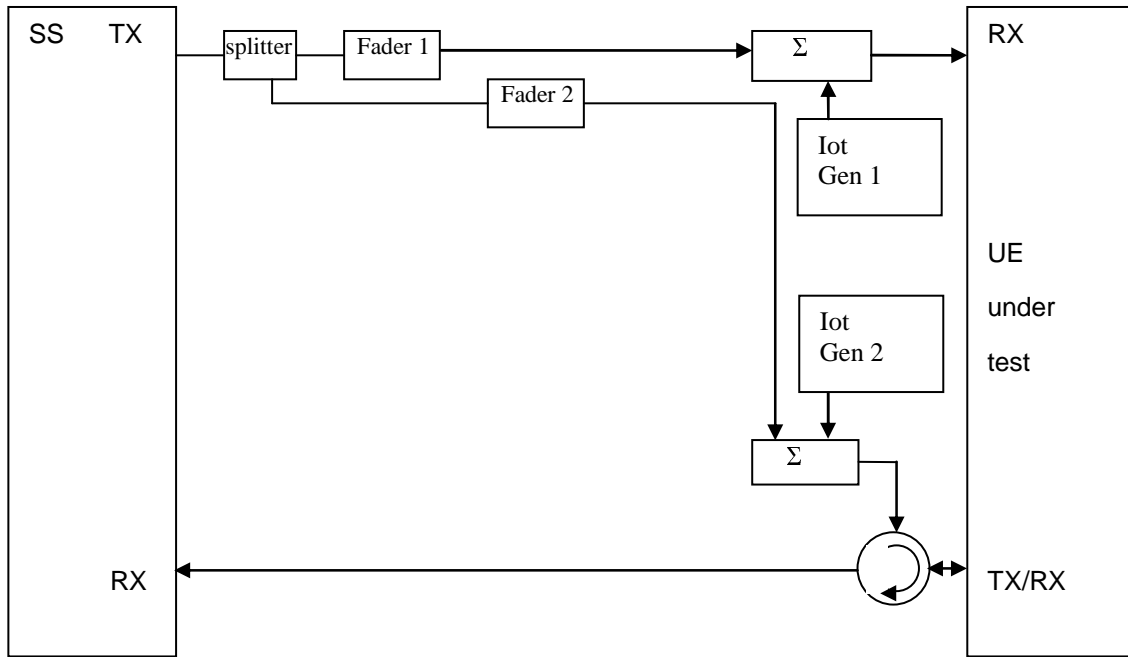 SS TX
splitter
Fader 1
Σ
RX
Fader 2
Iot
Gen 1
UE
under
test
Iot
Gen 2
Σ
RX
TX/RX